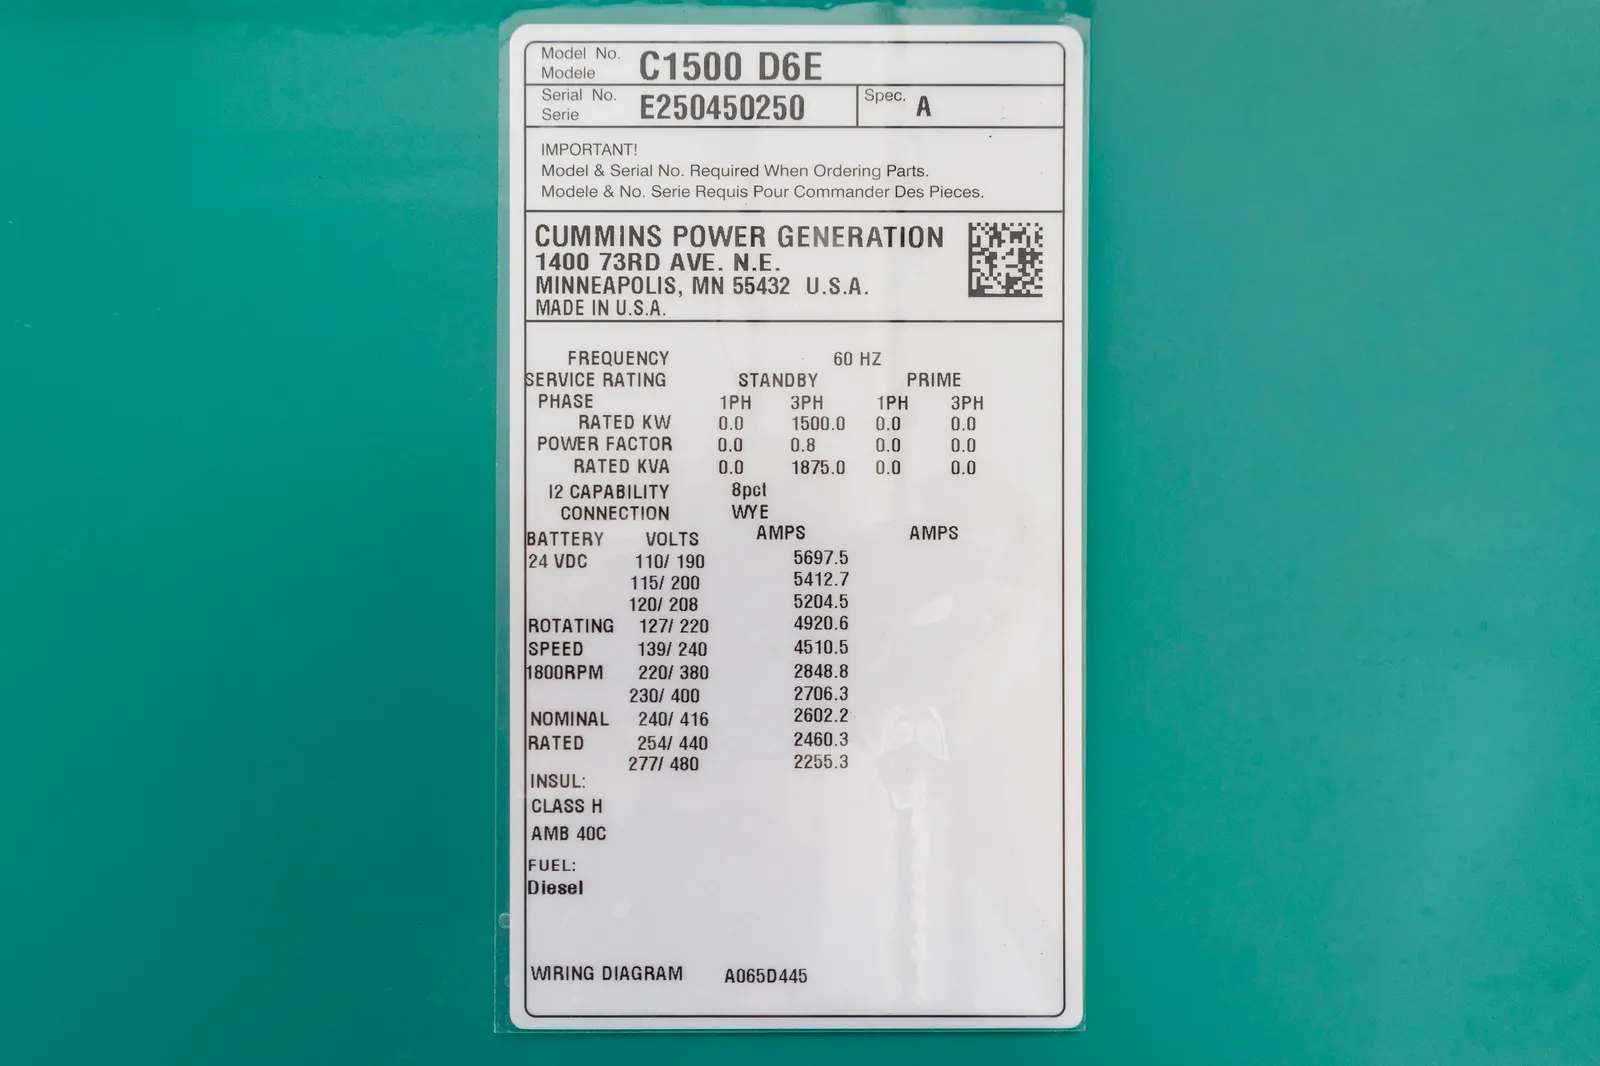 Model No. C1500 D6E
Modele
Serial No. E250450250 Spec. A
Serie
IMPORTANT!
Model & Serial No. Required When Ordering Parts.
Modele & No. Serie Requis Pour Commander Des Pieces.
CUMMINS POWER GENERATION
1400 73RD AVE. N.E.
MINNEAPOLIS, MN 55432 U.S.A.
MADE IN U.S.A.
FREQUENCY 60 HZ
SERVICE RATING STANDBY PRIME
PHASE 1PH 3PH 1PH 3PH
RATED KW 0.0 1500.0 0.0 0.0
POWER FACTOR 0.0 0.8 0.0 0.0
RATED KVA 0.0 1875.0 0.0 0.0
I2 CAPABILITY 8pct
CONNECTION WYE
BATTERY VOLTS AMPS AMPS
24 VDC 110/ 190 5697.5
115/ 200 5412.7
120/ 208 5204.5
ROTATING 127/ 220 4920.6
SPEED 139/ 240 4510.5
1800RPM 220/ 380 2848.8
230/ 400 2706.3
NOMINAL 240/ 416 2602.2
RATED 254/ 440 2460.3
277/ 480 2255.3
INSUL:
CLASS H
AMB 40C
FUEL:
Diesel
WIRING DIAGRAM A065D445